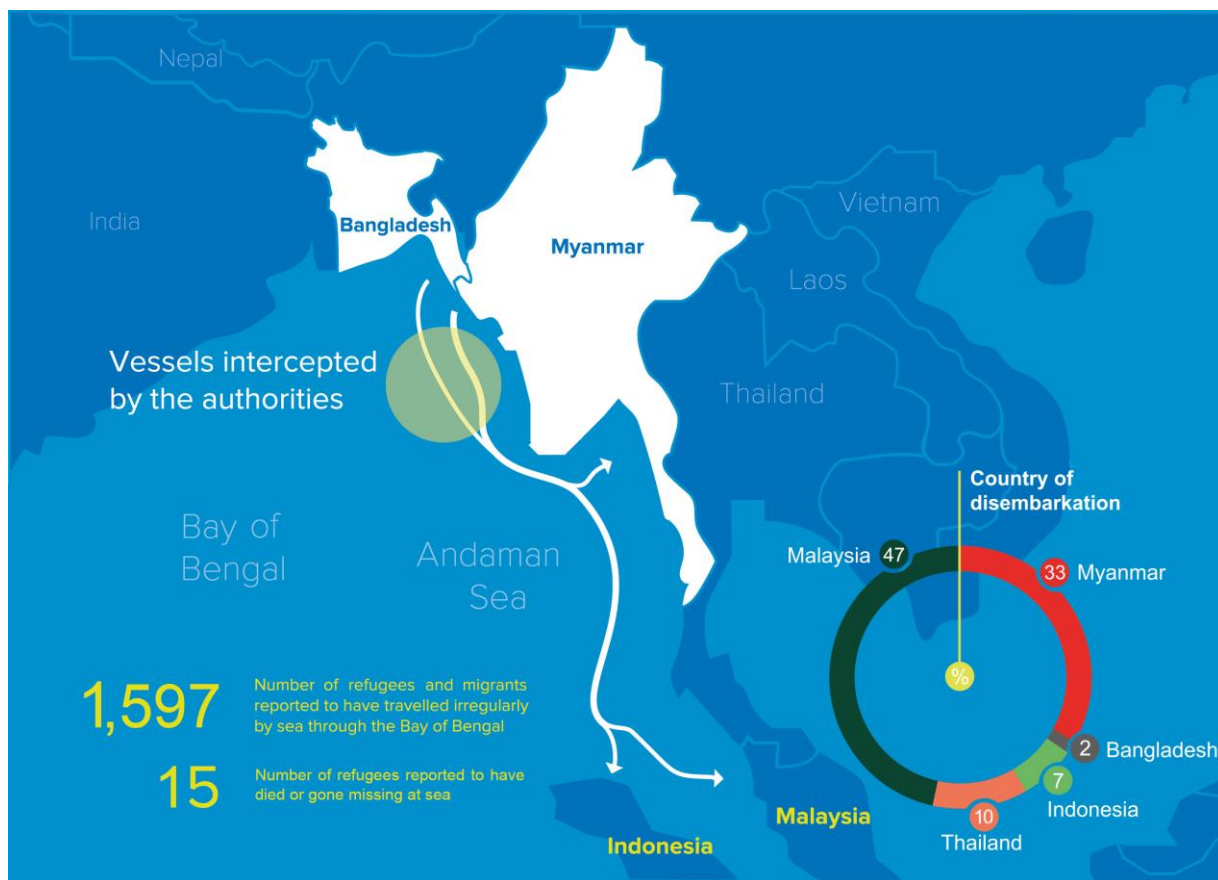 Nepal
India
Bangladesh
Myanmar
Vietnam
Laos
Thailand
Vessels intercepted
by the authorities
Bay of
Bengal
Andaman
Sea
Country of
disembarkation
Malaysia 47
33 Myanmar
%
2 Bangladesh
7
Indonesia
10
Thailand
1,597
Number of refugees and migrants
reported to have travelled irregularly
by sea through the Bay of Bengal
15
Number of refugees reported to have
died or gone missing at sea
Malaysia
Indonesia